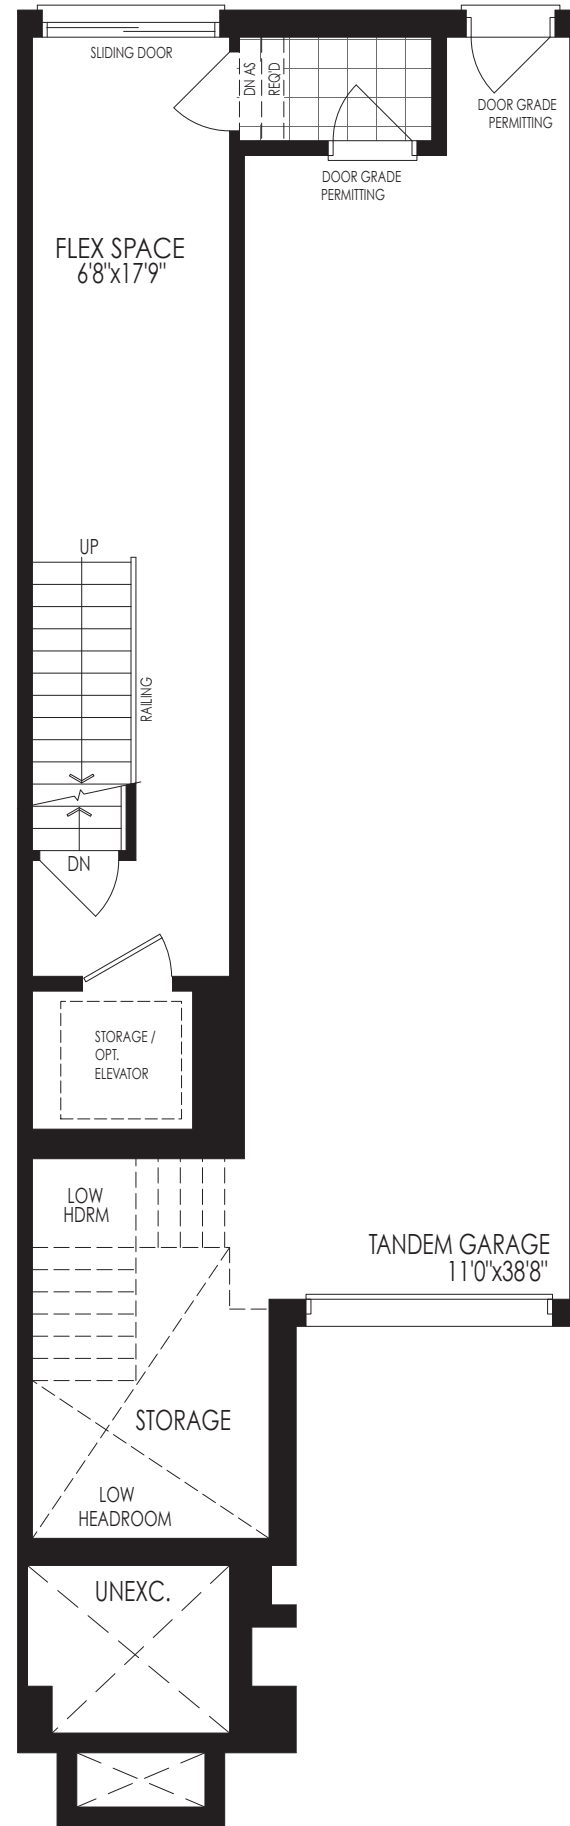 SLIDING DOOR
DN AS
REQ'D
DOOR GRADE
PERMITTING
DOOR GRADE
PERMITTING
FLEX SPACE
6'8"x17'9"
UP
RAILING
DN
STORAGE /
OPT.
ELEVATOR
LOW
HDRM
TANDEM GARAGE
11'0"x38'8"
STORAGE
LOW
HEADROOM
UNEXC.